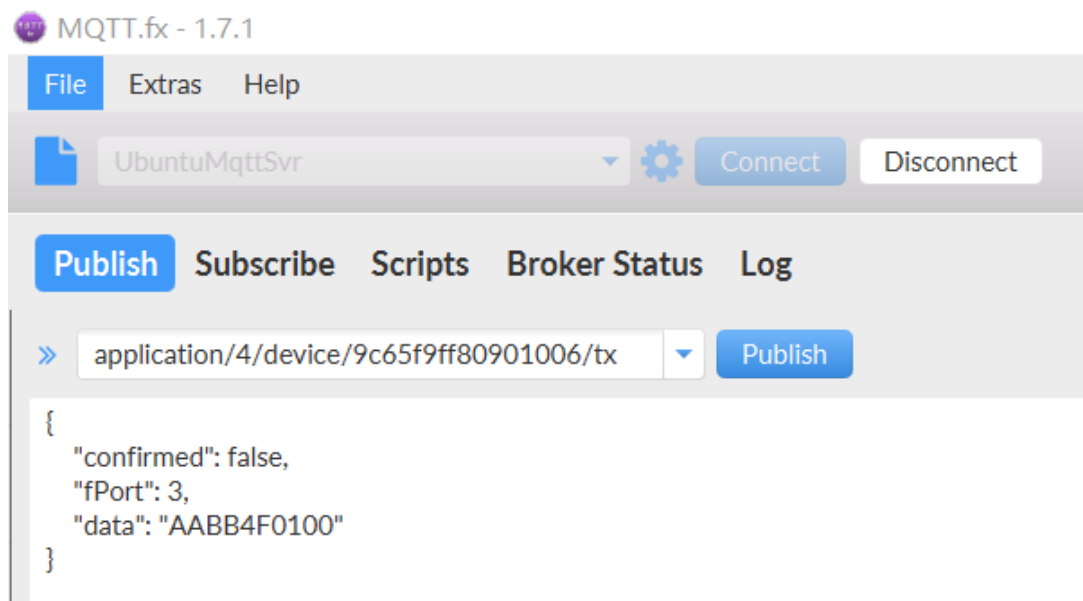 MQTT.fx - 1.7.1
File Extras Help
UbuntuMqttSvr Connect Disconnect
Publish Subscribe Scripts Broker Status Log
application/4/device/9c65f9ff80901006/tx Publish
{
"confirmed": false,
"fPort": 3,
"data": "AABB4F0100"
}